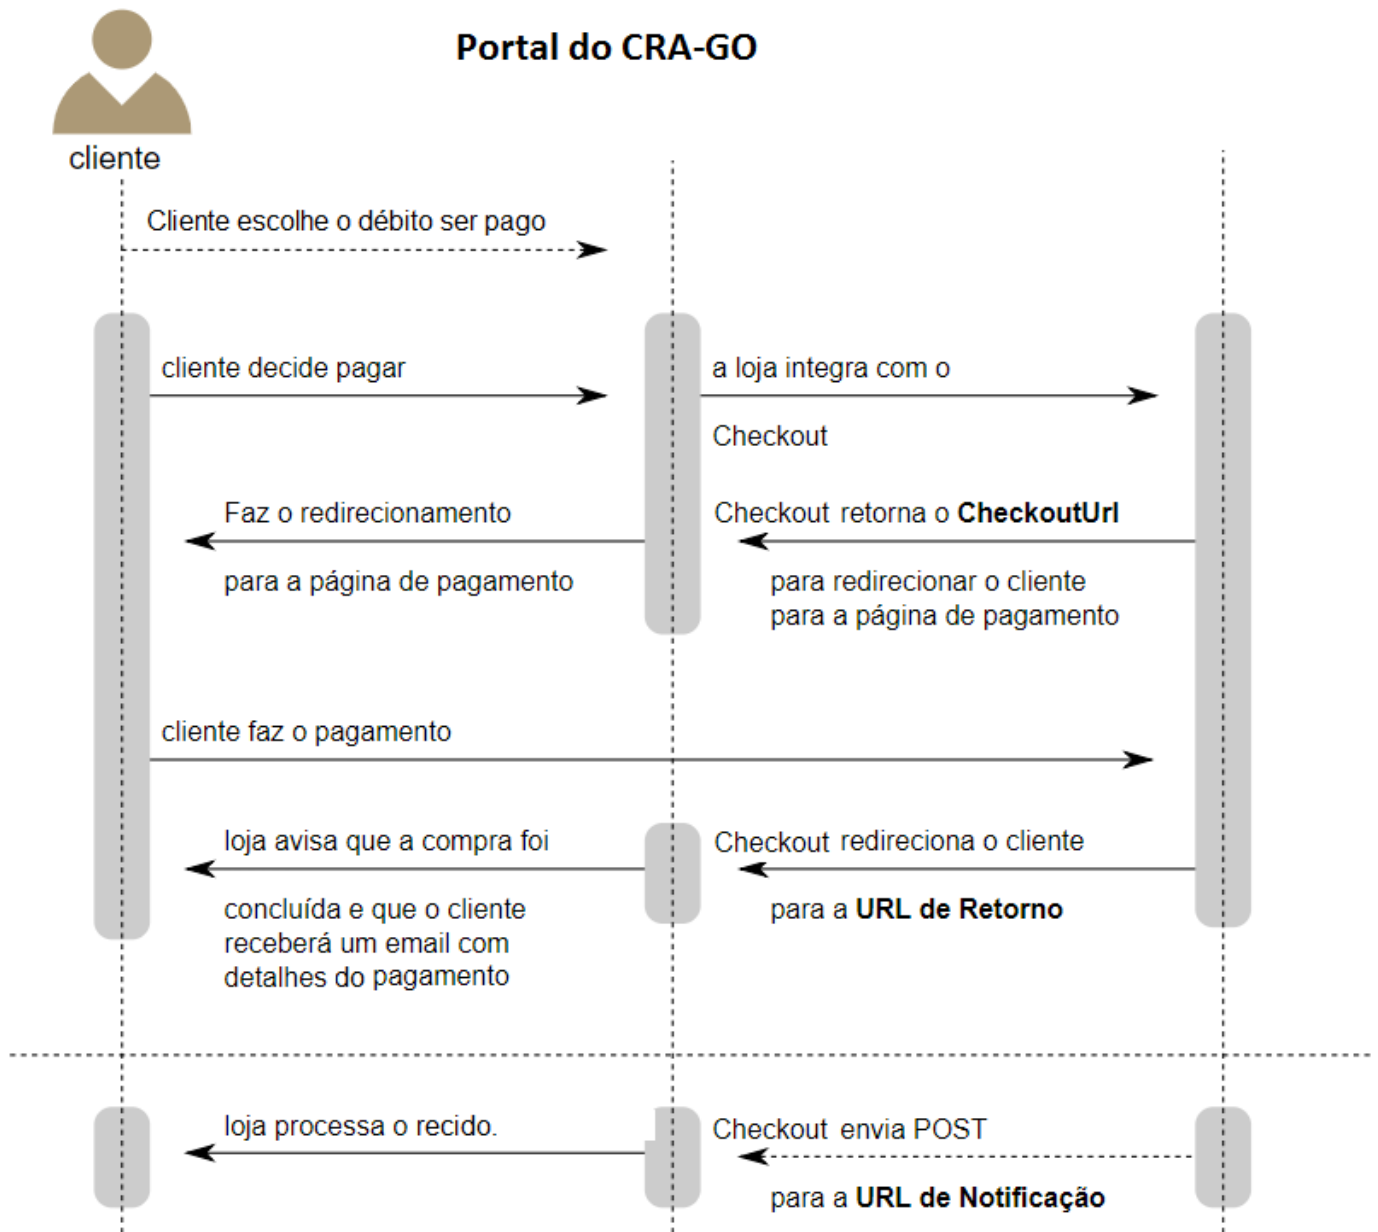 Portal do CRA-GO
cliente
Cliente escolhe o débito ser pago
cliente decide pagar
a loja integra com o
Checkout
Faz o redirecionamento
para a página de pagamento
Checkout retorna o CheckoutUrl
para redirecionar o cliente
para a página de pagamento
cliente faz o pagamento
loja avisa que a compra foi
concluída e que o cliente
receberá um email com
detalhes do pagamento
Checkout redireciona o cliente
para a URL de Retorno
loja processa o recido.
Checkout envia POST
para a URL de Notificação